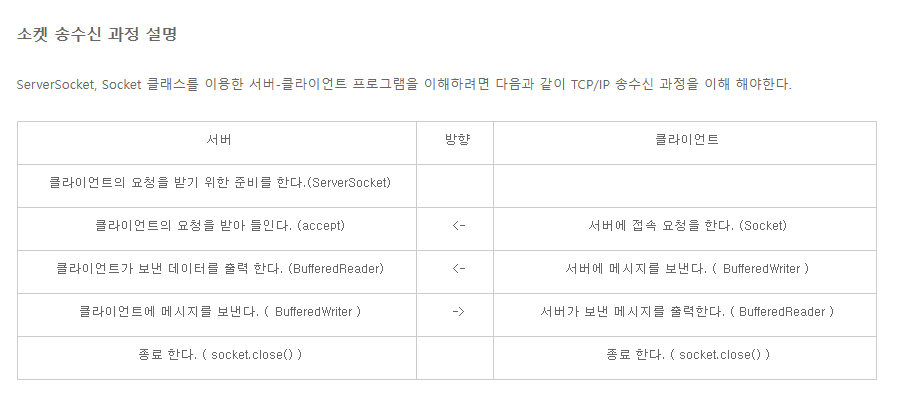 소켓 송수신 과정 설명
ServerSocket, Socket 클래스를 이용한 서버-클라이언트 프로그램을 이해하려면 다음과 같이 TCP/IP 송수신 과정을 이해 해야한다.
서버 방향 클라이언트
클라이언트의 요청을 받기 위한 준비를 한다.(ServerSocket)
클라이언트의 요청을 받아 들인다. (accept) <- 서버에 접속 요청을 한다. (Socket)
클라이언트가 보낸 데이터를 출력 한다. (BufferedReader) <- 서버에 메시지를 보낸다. ( BufferedWriter )
클라이언트에 메시지를 보낸다. ( BufferedWriter ) -> 서버가 보낸 메시지를 출력한다. ( BufferedReader )
종료 한다. ( socket.close() ) 종료 한다. ( socket.close() )